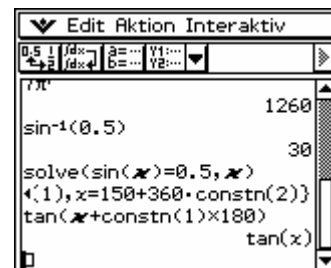 Edit Aktion Interaktiv
1260
sin⁻¹(0.5)
30
solve(sin(x)=0.5,x)
(1),x=150+360·constn(2)}
tan(x+constn(1)×180)
tan(x)